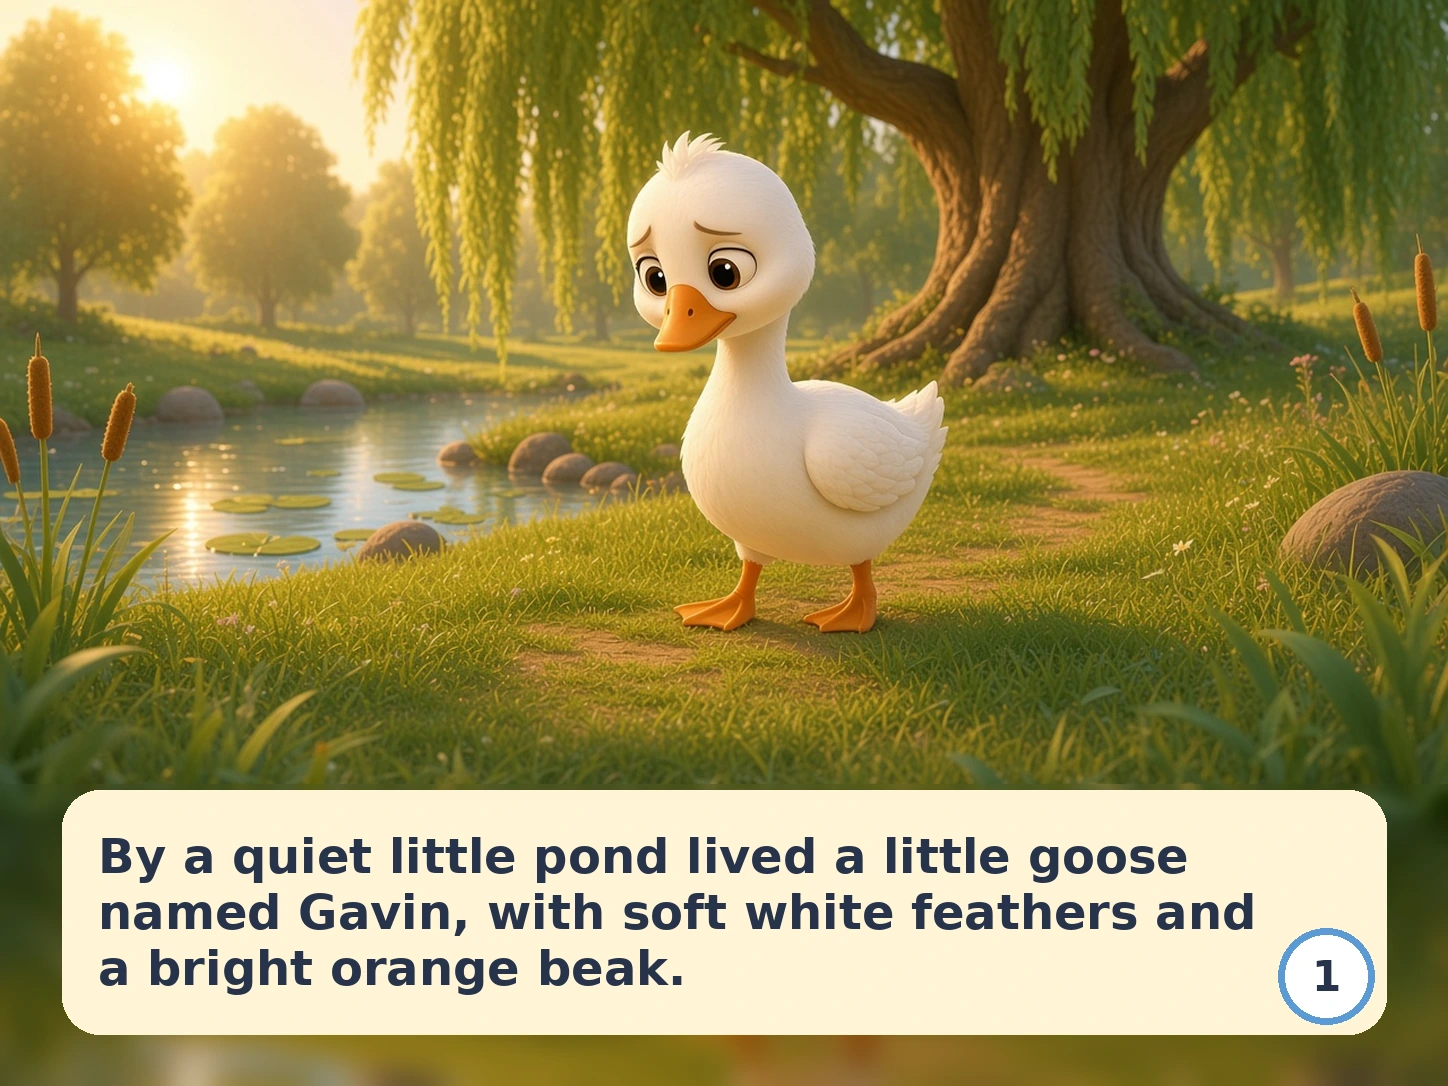 By a quiet little pond lived a little goose
named Gavin, with soft white feathers and
a bright orange beak.
1